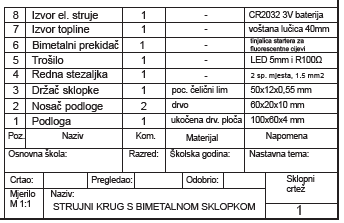 8 Izvor el. struje 1 - CR2032 3V baterija
7 Izvor topline 1 - voštana lučica 40mm
6 Bimetalni prekidač 1 - tinjalica startera za fluorescentne cijevi
5 Trošilo 1 - LED 5mm i R100Ω
4 Redna stezaljka 1 - 2 sp. mjesta, 1.5 mm2
3 Držač sklopke 1 poc. čelični lim 50x12x0,55 mm
2 Nosač podloge 2 drvo 60x20x10 mm
1 Podloga 1 ukočena drv. ploča 100x60x4 mm
Poz. Naziv Kom. Materijal Napomena
Osnovna škola: Razred: Školska godina: Nastavna tema:
Crtao: Pregledao: Odobrio: Sklopni crtež
Mjerilo M 1:1 Naziv:
STRUJNI KRUG S BIMETALNOM SKLOPKOM 1